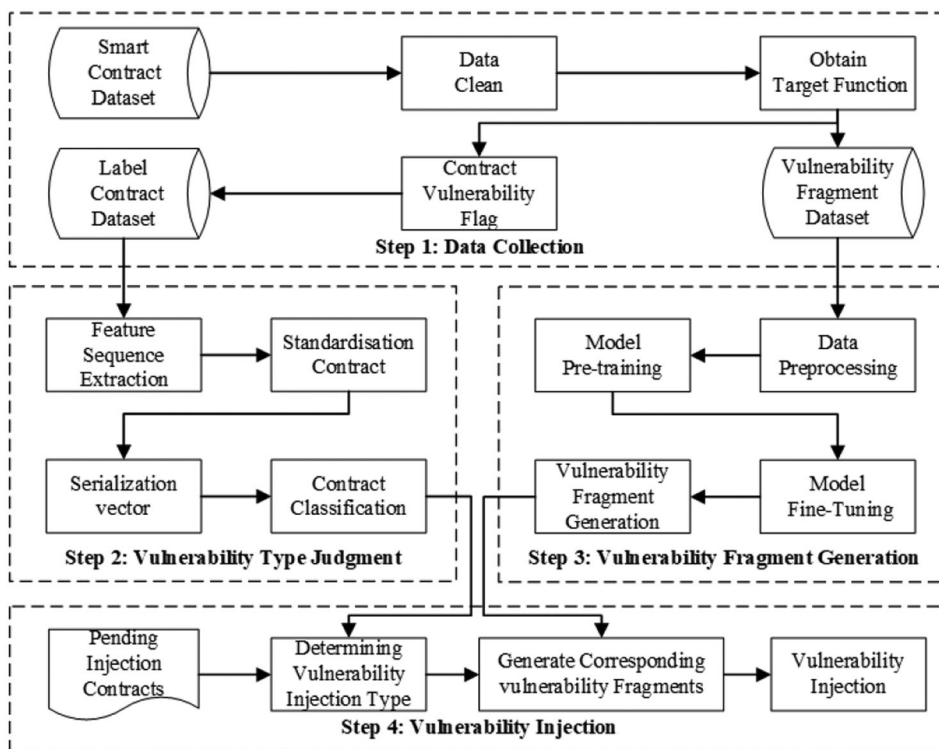 Smart
Contract
Dataset
Data
Clean
Obtain
Target Function
Label
Contract
Dataset
Contract
Vulnerability
Flag
Vulnerability
Fragment
Dataset
Step 1: Data Collection
Feature
Sequence
Extraction
Standardisation
Contract
Serialization
vector
Contract
Classification
Step 2: Vulnerability Type Judgment
Model
Pre-training
Data
Preprocessing
Vulnerability
Fragment
Generation
Model
Fine-Tuning
Step 3: Vulnerability Fragment Generation
Pending
Injection
Contracts
Determining
Vulnerability
Injection Type
Generate Corresponding
vulnerability Fragments
Vulnerability
Injection
Step 4: Vulnerability Injection